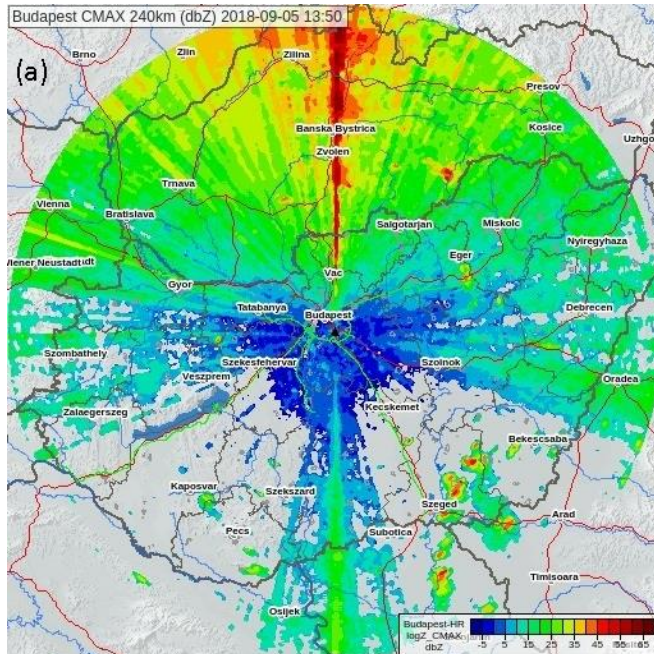 Budapest CMAX 240km (dbZ) 2018-09-05 13:50
Brno
Zlin
Zilina
(a)
Presov
Banska Bystrica
Kosice
Uzhgo
Zvolen
Trnava
Vienna
Bratislava
Salgotarjan
Miskolc
Nyiregyhaza
Eger
Wiener Neustadt
Vac
Gyor
Tatabanya
Budapest
Debrecen
Szombathely
Szekesfehervar
Szolnok
Veszprem
Oradea
Zalaegerszeg
Kecskemet
Bekescsaba
Kaposvar
Szekszard
Szeged
Arad
Pecs
Subotica
Timisoara
Osijek
Budapest-HR
logZ_CMAX
dbZ
-5 5 15 25 35 45 55 65